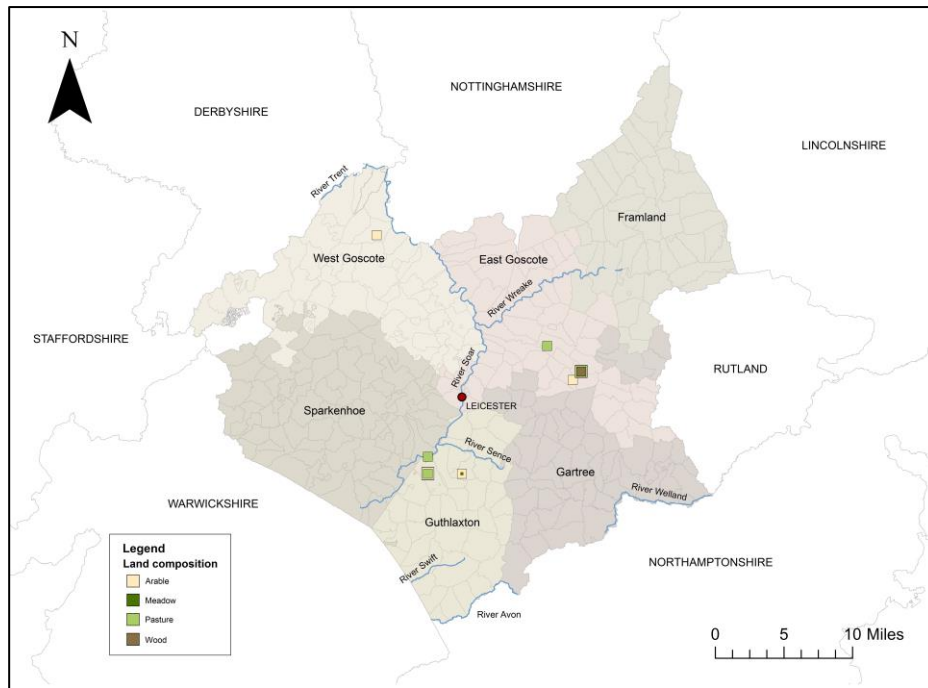 N
NOTTINGHAMSHIRE
DERBYSHIRE
LINCOLNSHIRE
River Trent
Framland
West Goscote
East Goscote
River Wreake
STAFFORDSHIRE
River Soar
RUTLAND
LEICESTER
Sparkenhoe
River Sence
Gartree
River Welland
WARWICKSHIRE
Guthlaxton
Legend
Land composition
Arable
Meadow
Pasture
Wood
River Swift
NORTHAMPTONSHIRE
River Avon
0 5 10 Miles